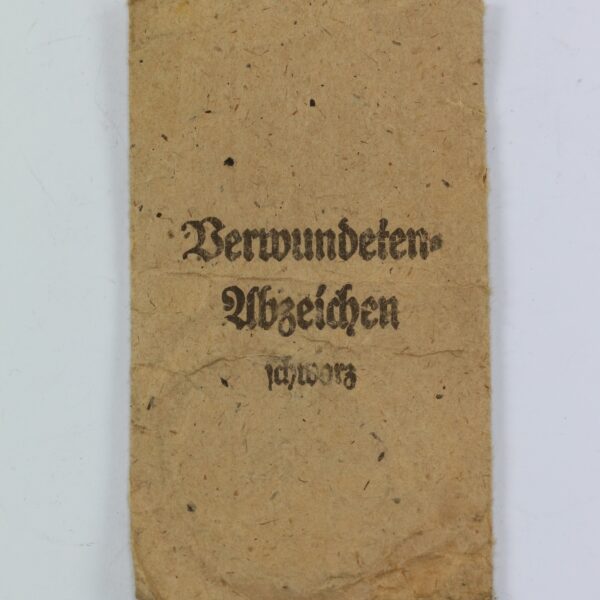 Verwundeten-
Abzeichen
schwarz